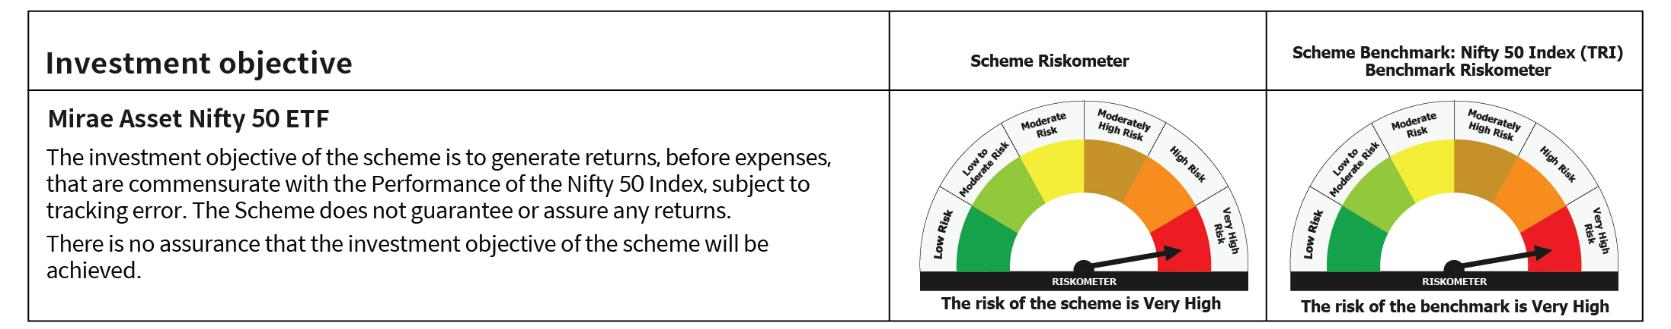 Investment objective
Scheme Riskometer
Scheme Benchmark: Nifty 50 Index (TRI)
Benchmark Riskometer
Mirae Asset Nifty 50 ETF
The investment objective of the scheme is to generate returns, before expenses,
that are commensurate with the Performance of the Nifty 50 Index, subject to
tracking error. The Scheme does not guarantee or assure any returns.
There is no assurance that the investment objective of the scheme will be
achieved.
Low Risk
Low to
Moderate Risk
Moderate
Risk
Moderately
High Risk
High Risk
Very High
Risk
RISKOMETER
The risk of the scheme is Very High
Low Risk
Low to
Moderate Risk
Moderate
Risk
Moderately
High Risk
High Risk
Very High
Risk
RISKOMETER
The risk of the benchmark is Very High